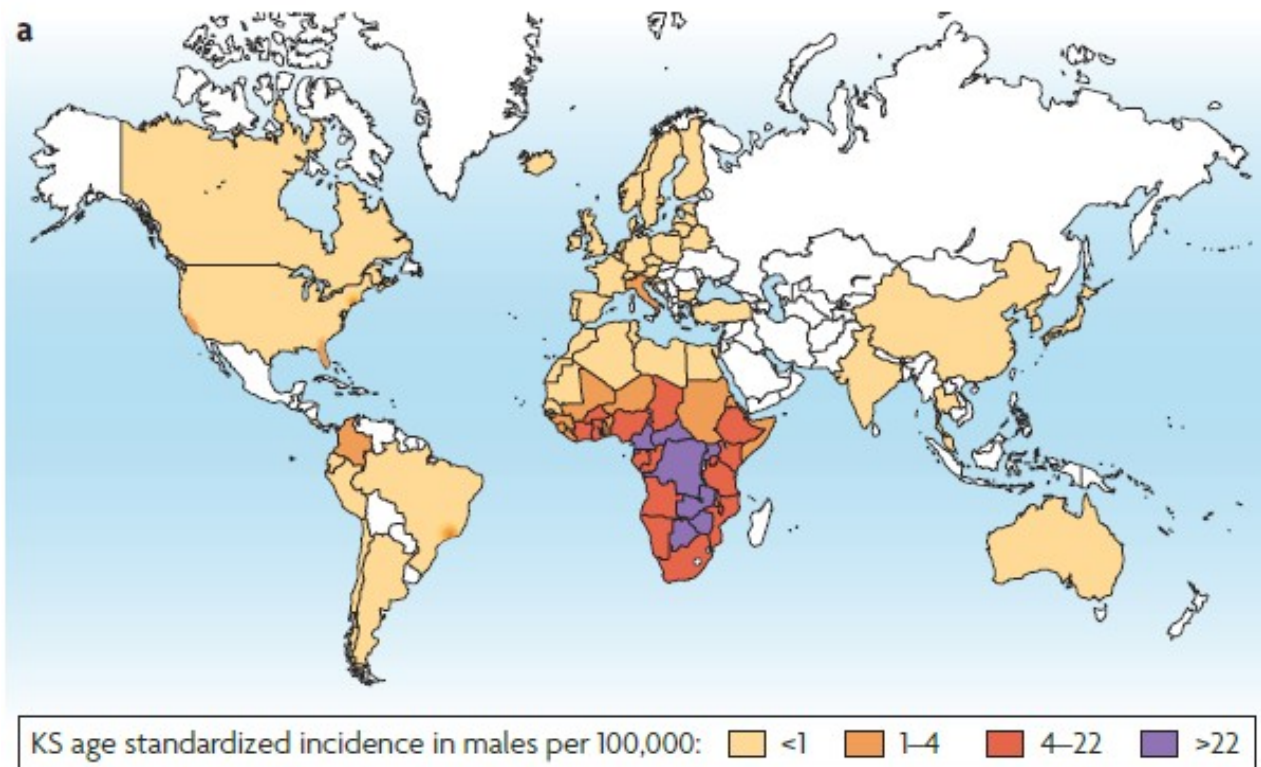 a
KS age standardized incidence in males per 100,000: <1 1–4 4–22 >22